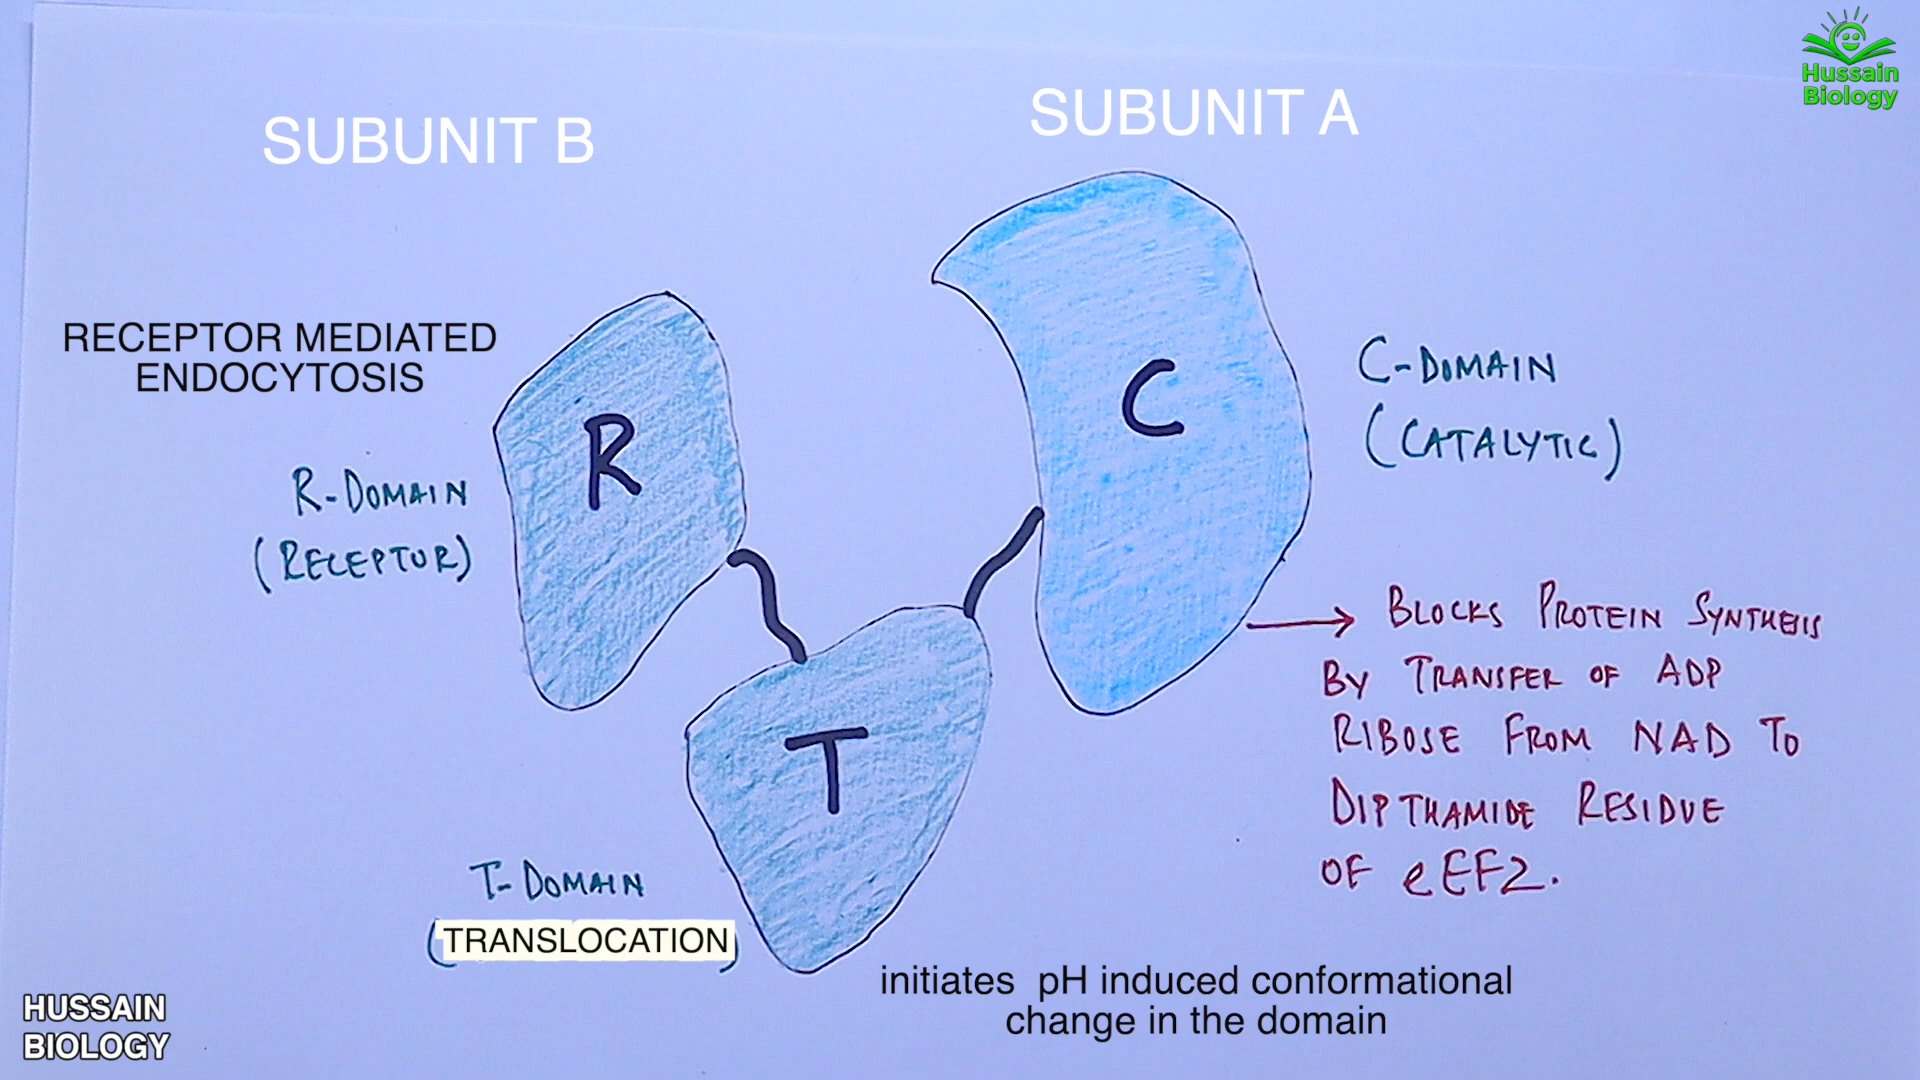 Hussain
Biology
SUBUNIT B
SUBUNIT A
RECEPTOR MEDIATED
ENDOCYTOSIS
R
C
C-DOMAIN
(CATALYTIC)
R-DOMAIN
(RECEPTOR)
→ BLOCKS PROTEIN SYNTHESIS
BY TRANSFER OF ADP
RIBOSE FROM NAD TO
DIPTHAMIDE RESIDUE
OF eEF2.
T
T-DOMAIN
(TRANSLOCATION)
initiates pH induced conformational
change in the domain
HUSSAIN
BIOLOGY